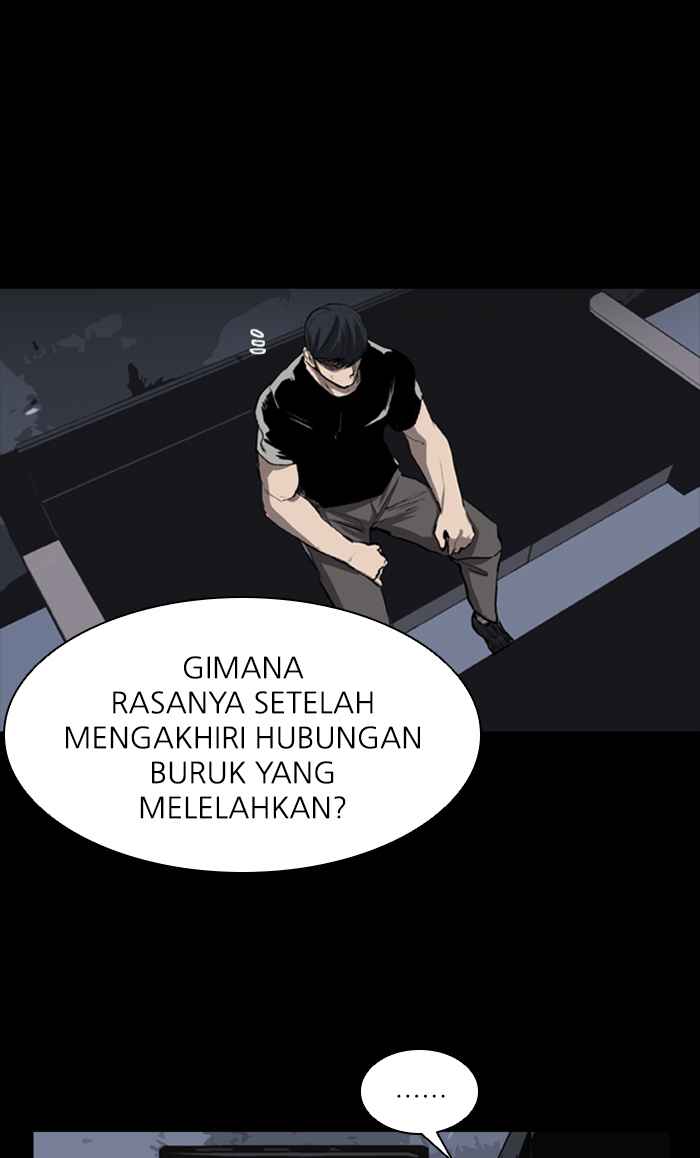 GIMANA
RASANYA SETELAH
MENGAKHIRI HUBUNGAN
BURUK YANG
MELELAHKAN?
......